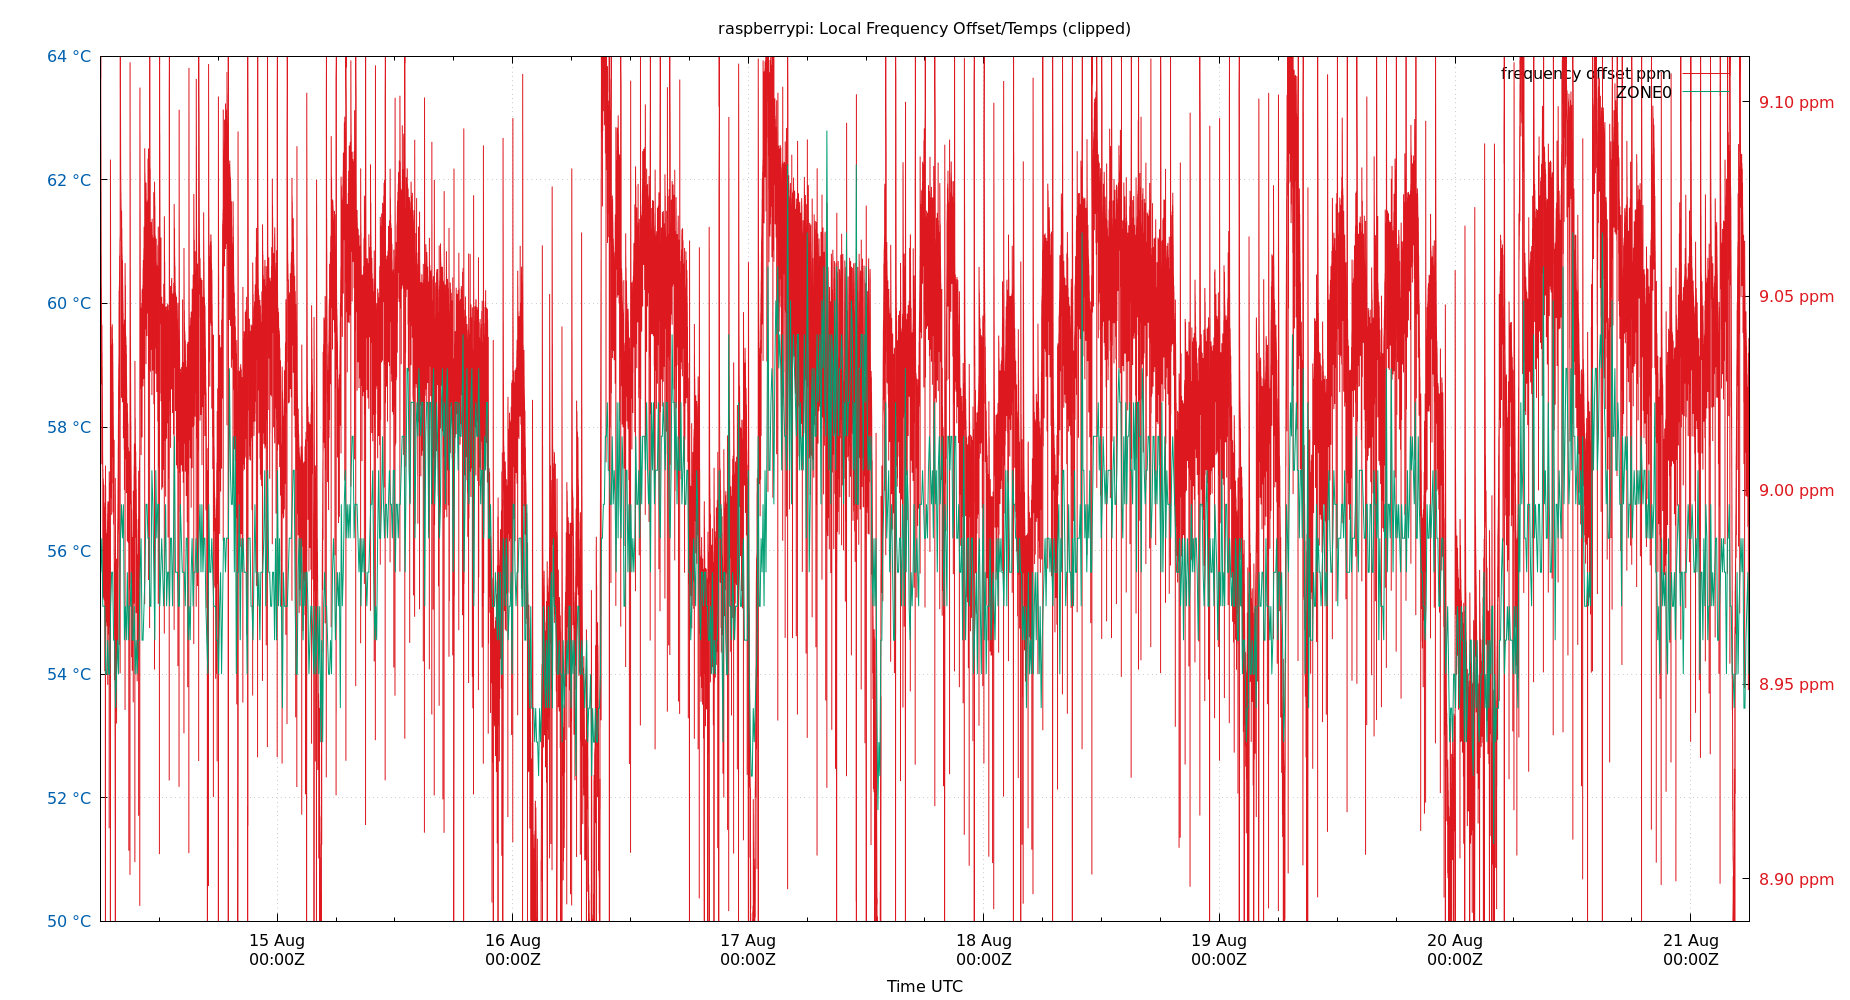 raspberrypi: Local Frequency Offset/Temps (clipped)
64 °C
62 °C
60 °C
58 °C
56 °C
54 °C
52 °C
50 °C
frequency offset ppm
ZONE0
9.10 ppm
9.05 ppm
9.00 ppm
8.95 ppm
8.90 ppm
15 Aug
00:00Z
16 Aug
00:00Z
17 Aug
00:00Z
18 Aug
00:00Z
19 Aug
00:00Z
20 Aug
00:00Z
21 Aug
00:00Z
Time UTC